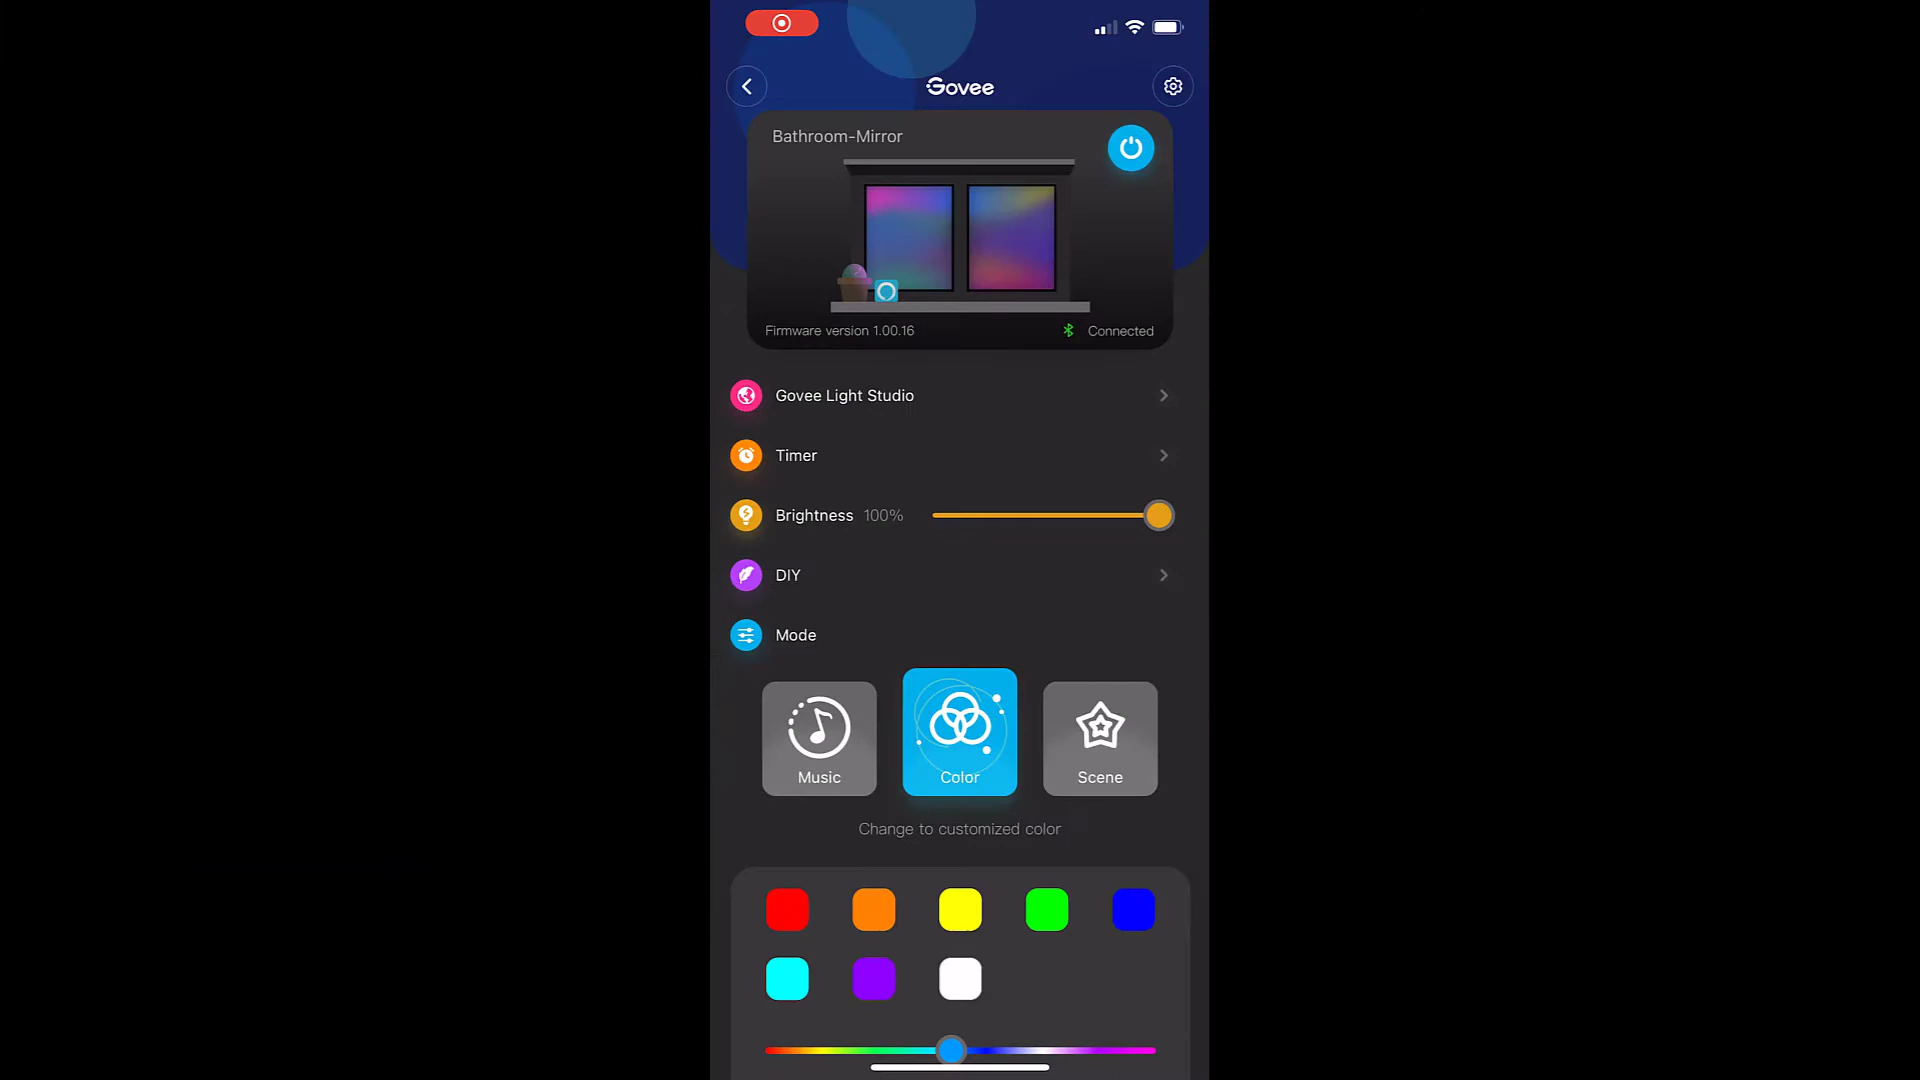 Govee
Bathroom-Mirror
Firmware version 1.00.16
Connected
Govee Light Studio
Timer
Brightness 100%
DIY
Mode
Music
Color
Scene
Change to customized color